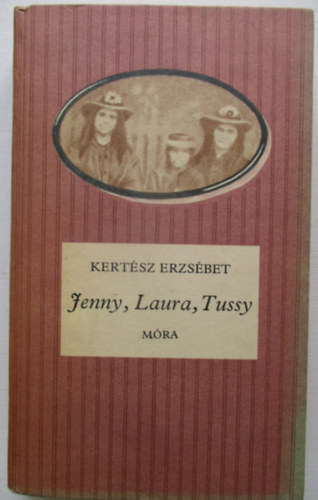 KERTÉSZ ERZSÉBET
Jenny, Laura, Tussy
MÓRA